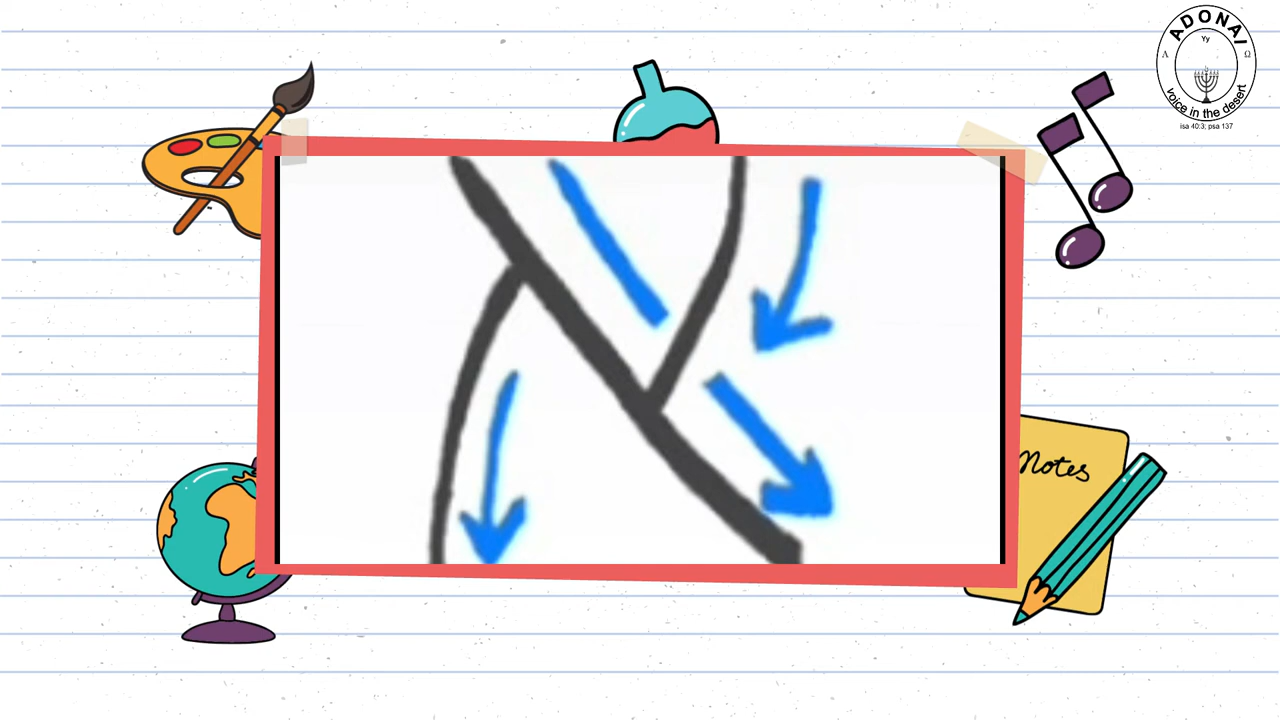 ADONAI
Yy
Α Ω
voice in the desert
isa 40:3; psa 137
א
Notes